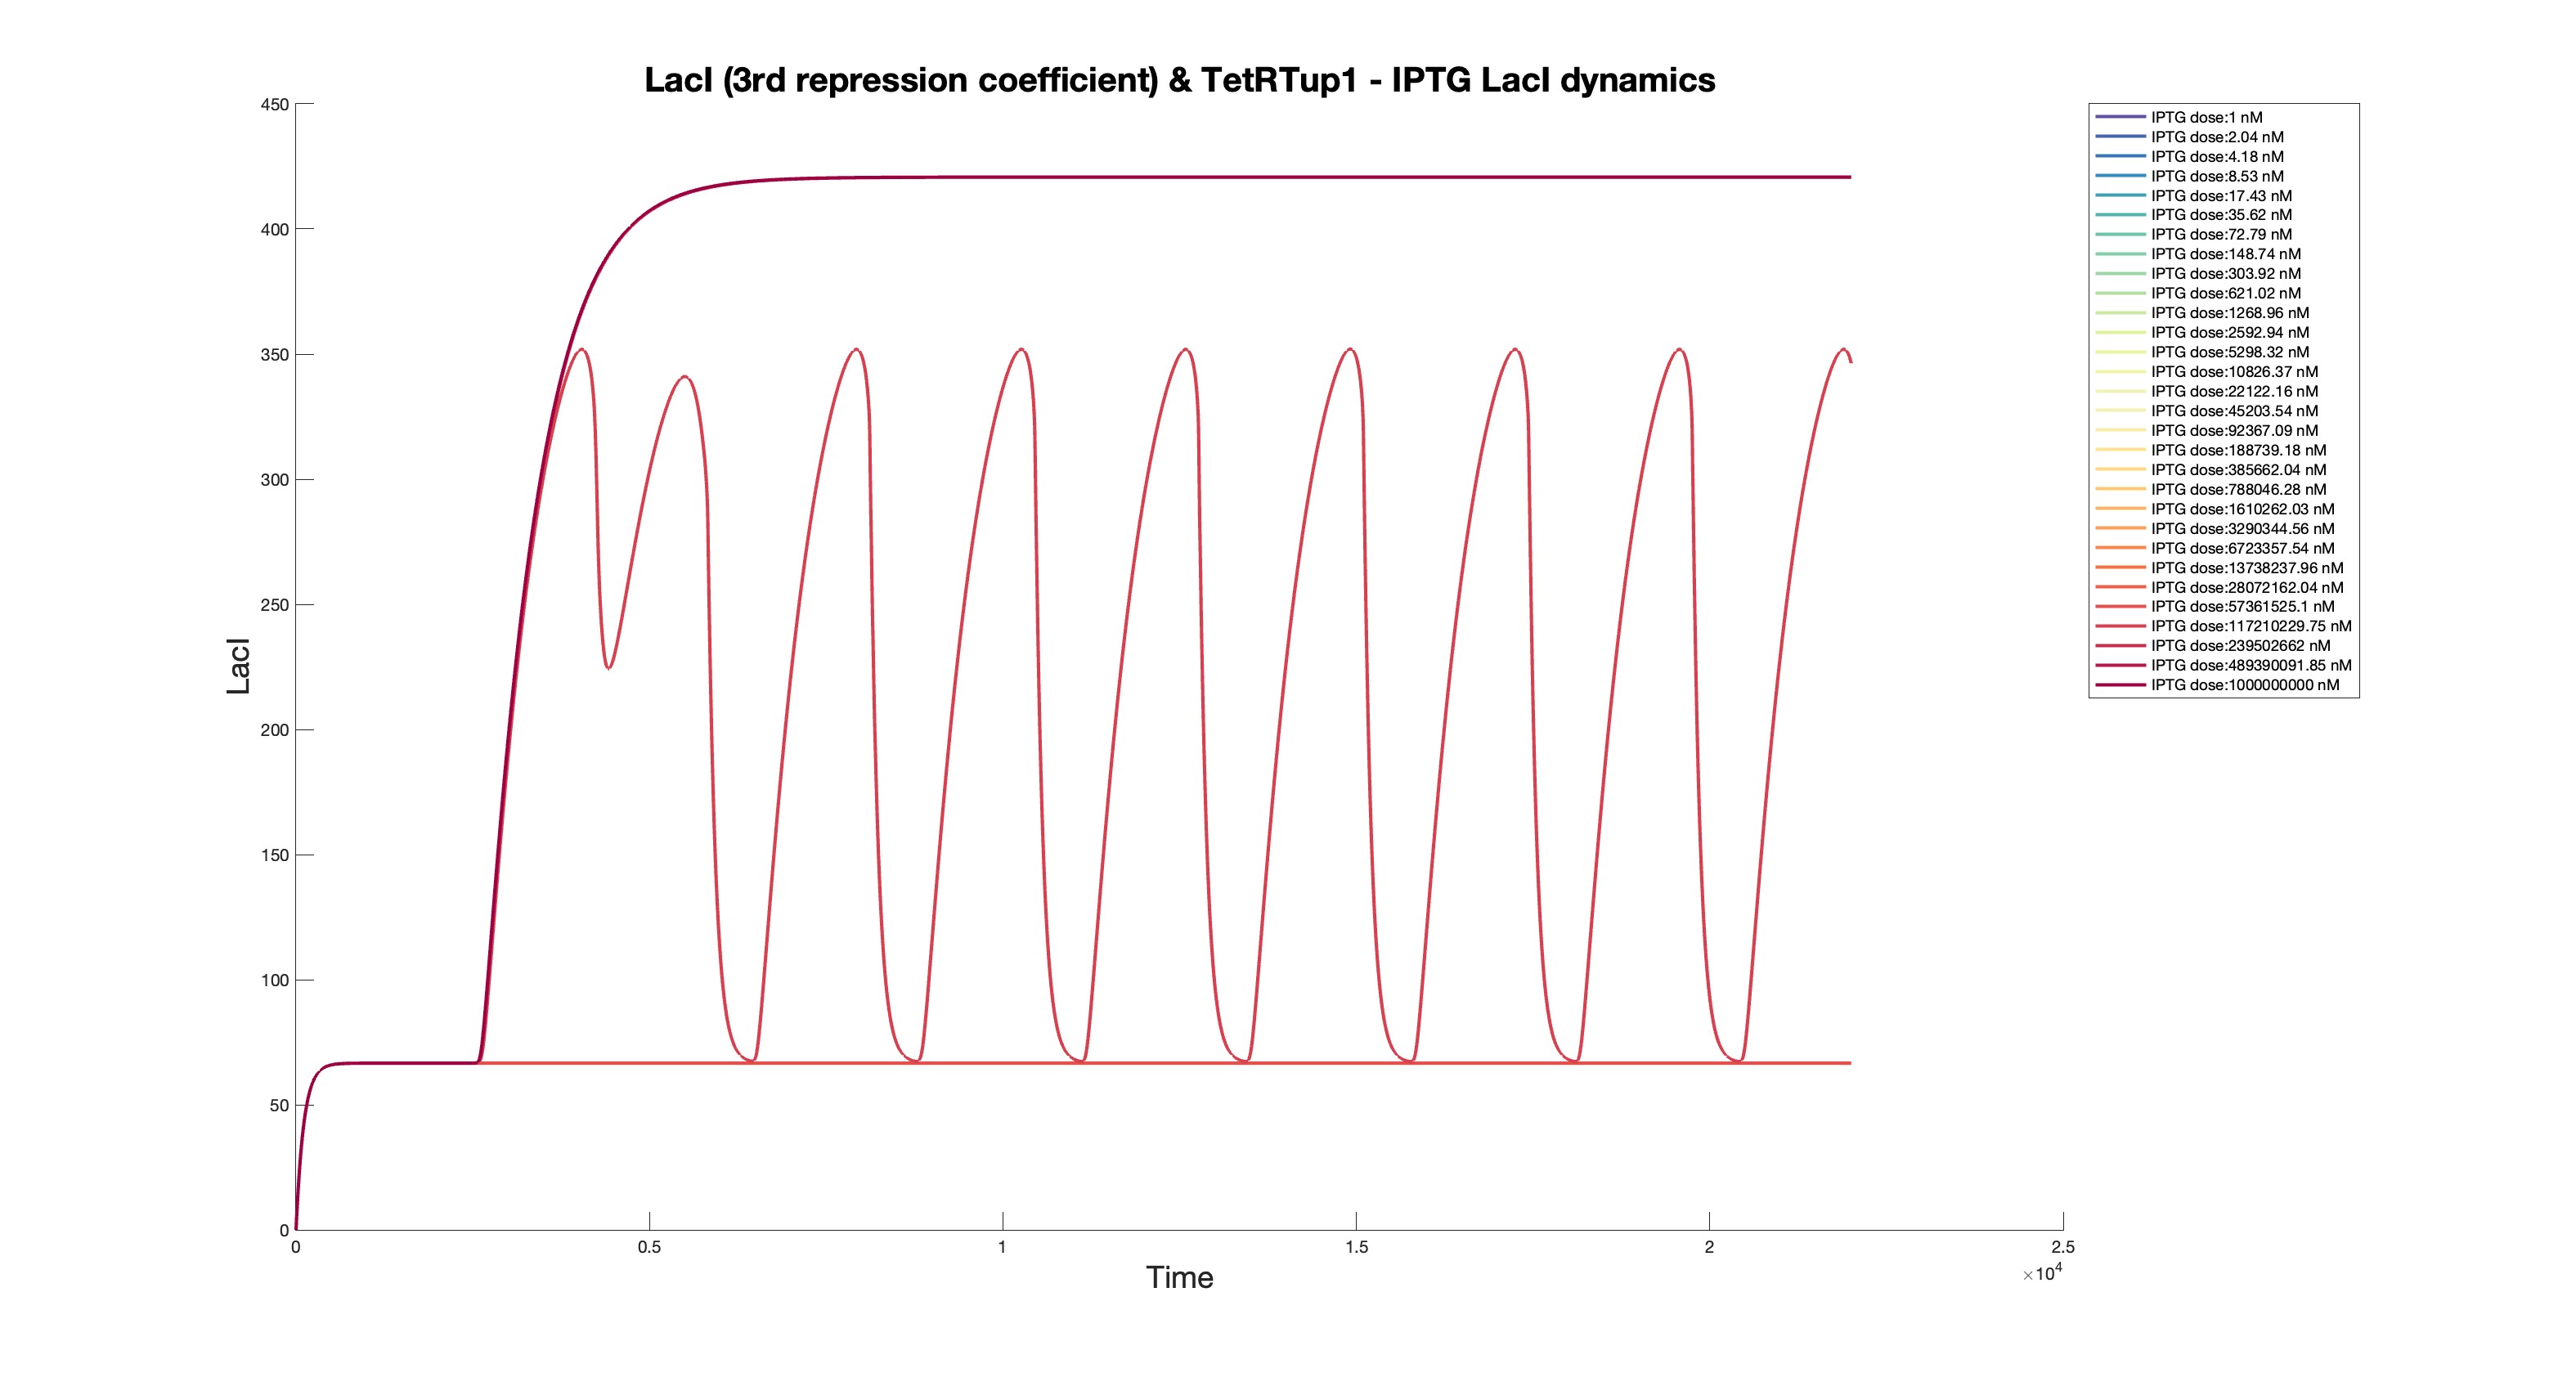 LacI (3rd repression coefficient) & TetRTup1 - IPTG LacI dynamics
450
400
350
300
250
200
150
100
50
0
LacI
0
0.5
1
1.5
2
2.5
×10⁴
Time
IPTG dose:1 nM
IPTG dose:2.04 nM
IPTG dose:4.18 nM
IPTG dose:8.53 nM
IPTG dose:17.43 nM
IPTG dose:35.62 nM
IPTG dose:72.79 nM
IPTG dose:148.74 nM
IPTG dose:303.92 nM
IPTG dose:621.02 nM
IPTG dose:1268.96 nM
IPTG dose:2592.94 nM
IPTG dose:5298.32 nM
IPTG dose:10826.37 nM
IPTG dose:22122.16 nM
IPTG dose:45203.54 nM
IPTG dose:92367.09 nM
IPTG dose:188739.18 nM
IPTG dose:385662.04 nM
IPTG dose:788046.28 nM
IPTG dose:1610262.03 nM
IPTG dose:3290344.56 nM
IPTG dose:6723357.54 nM
IPTG dose:13738237.96 nM
IPTG dose:28072162.04 nM
IPTG dose:57361525.1 nM
IPTG dose:117210229.75 nM
IPTG dose:239502662 nM
IPTG dose:489390091.85 nM
IPTG dose:1000000000 nM